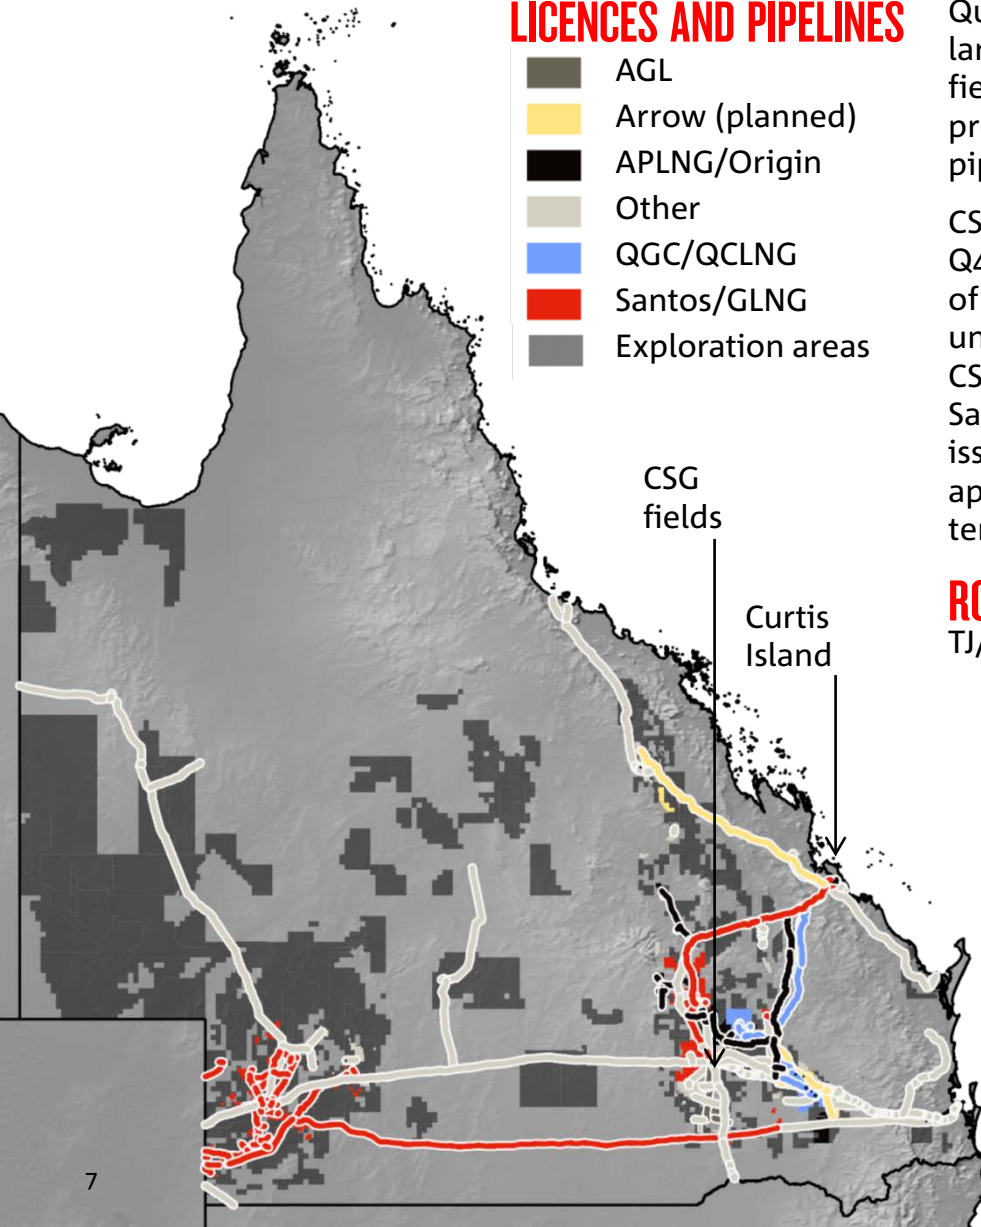 LICENCES AND PIPELINES
AGL
Arrow (planned)
APLNG/Origin
Other
QGC/QCLNG
Santos/GLNG
Exploration areas
CSG
fields
Curtis
Island
7
TJ/